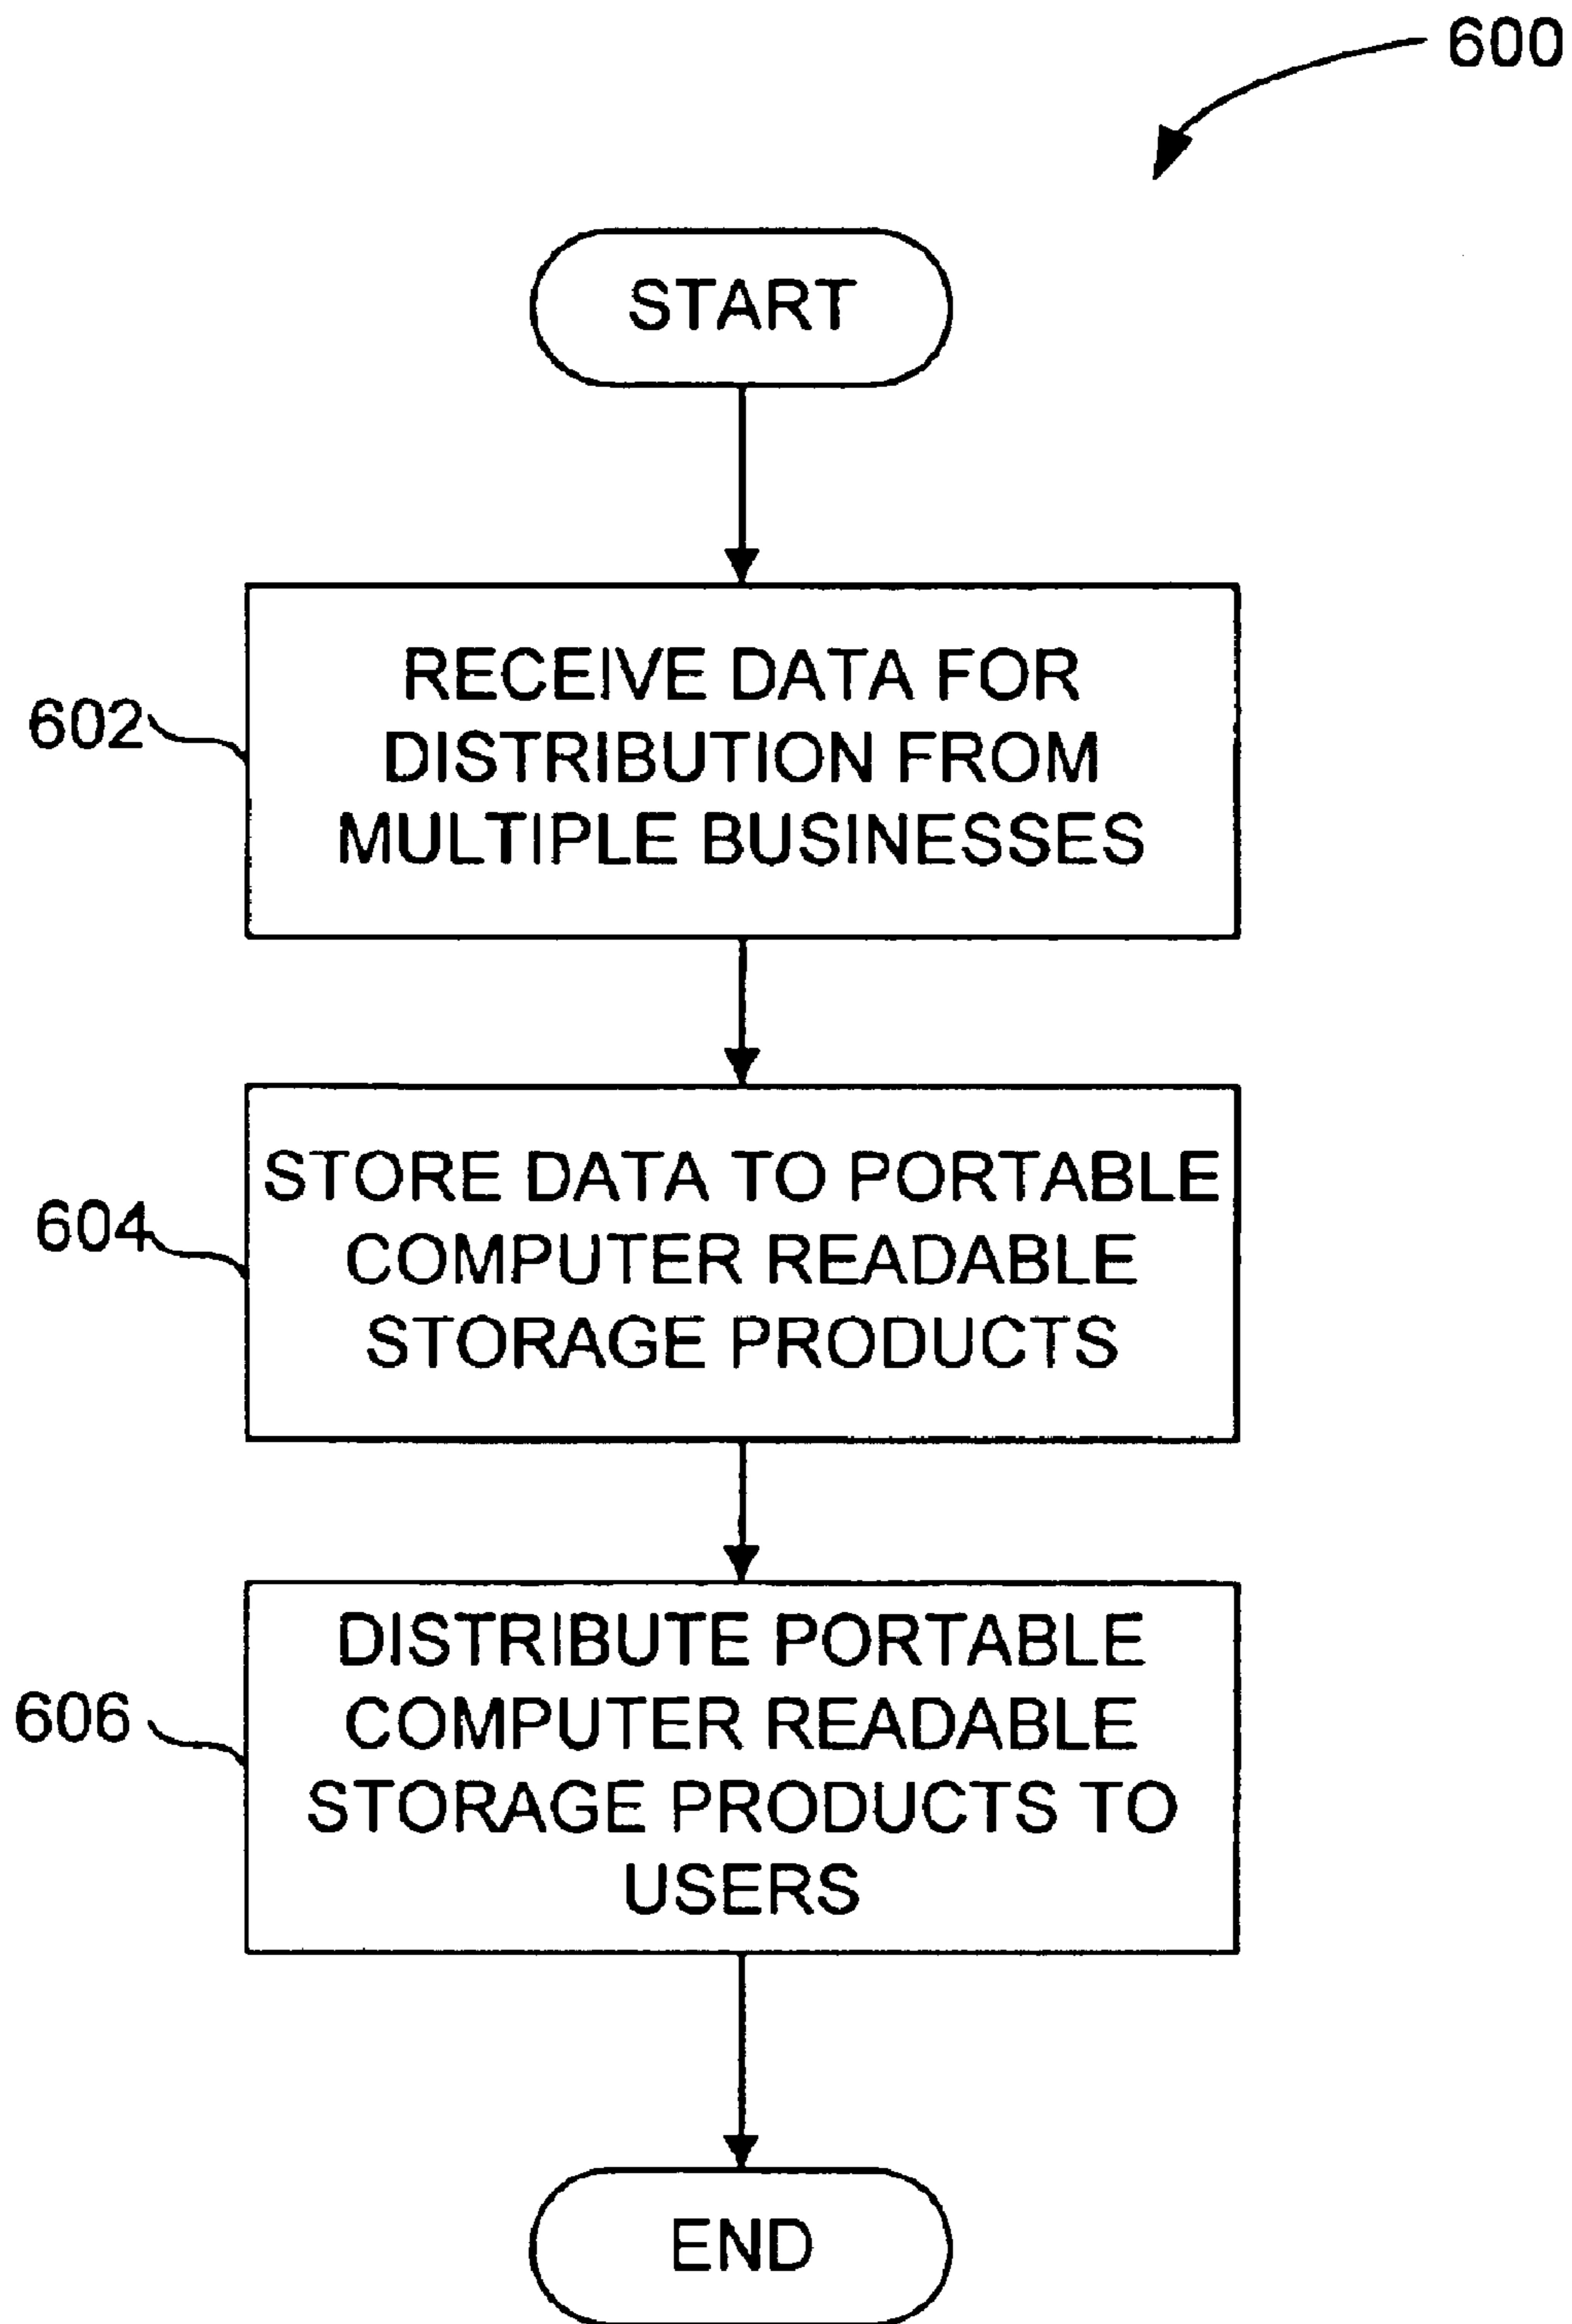 600
START
602
RECEIVE DATA FOR
DISTRIBUTION FROM
MULTIPLE BUSINESSES
604
STORE DATA TO PORTABLE
COMPUTER READABLE
STORAGE PRODUCTS
606
DISTRIBUTE PORTABLE
COMPUTER READABLE
STORAGE PRODUCTS TO
USERS
END